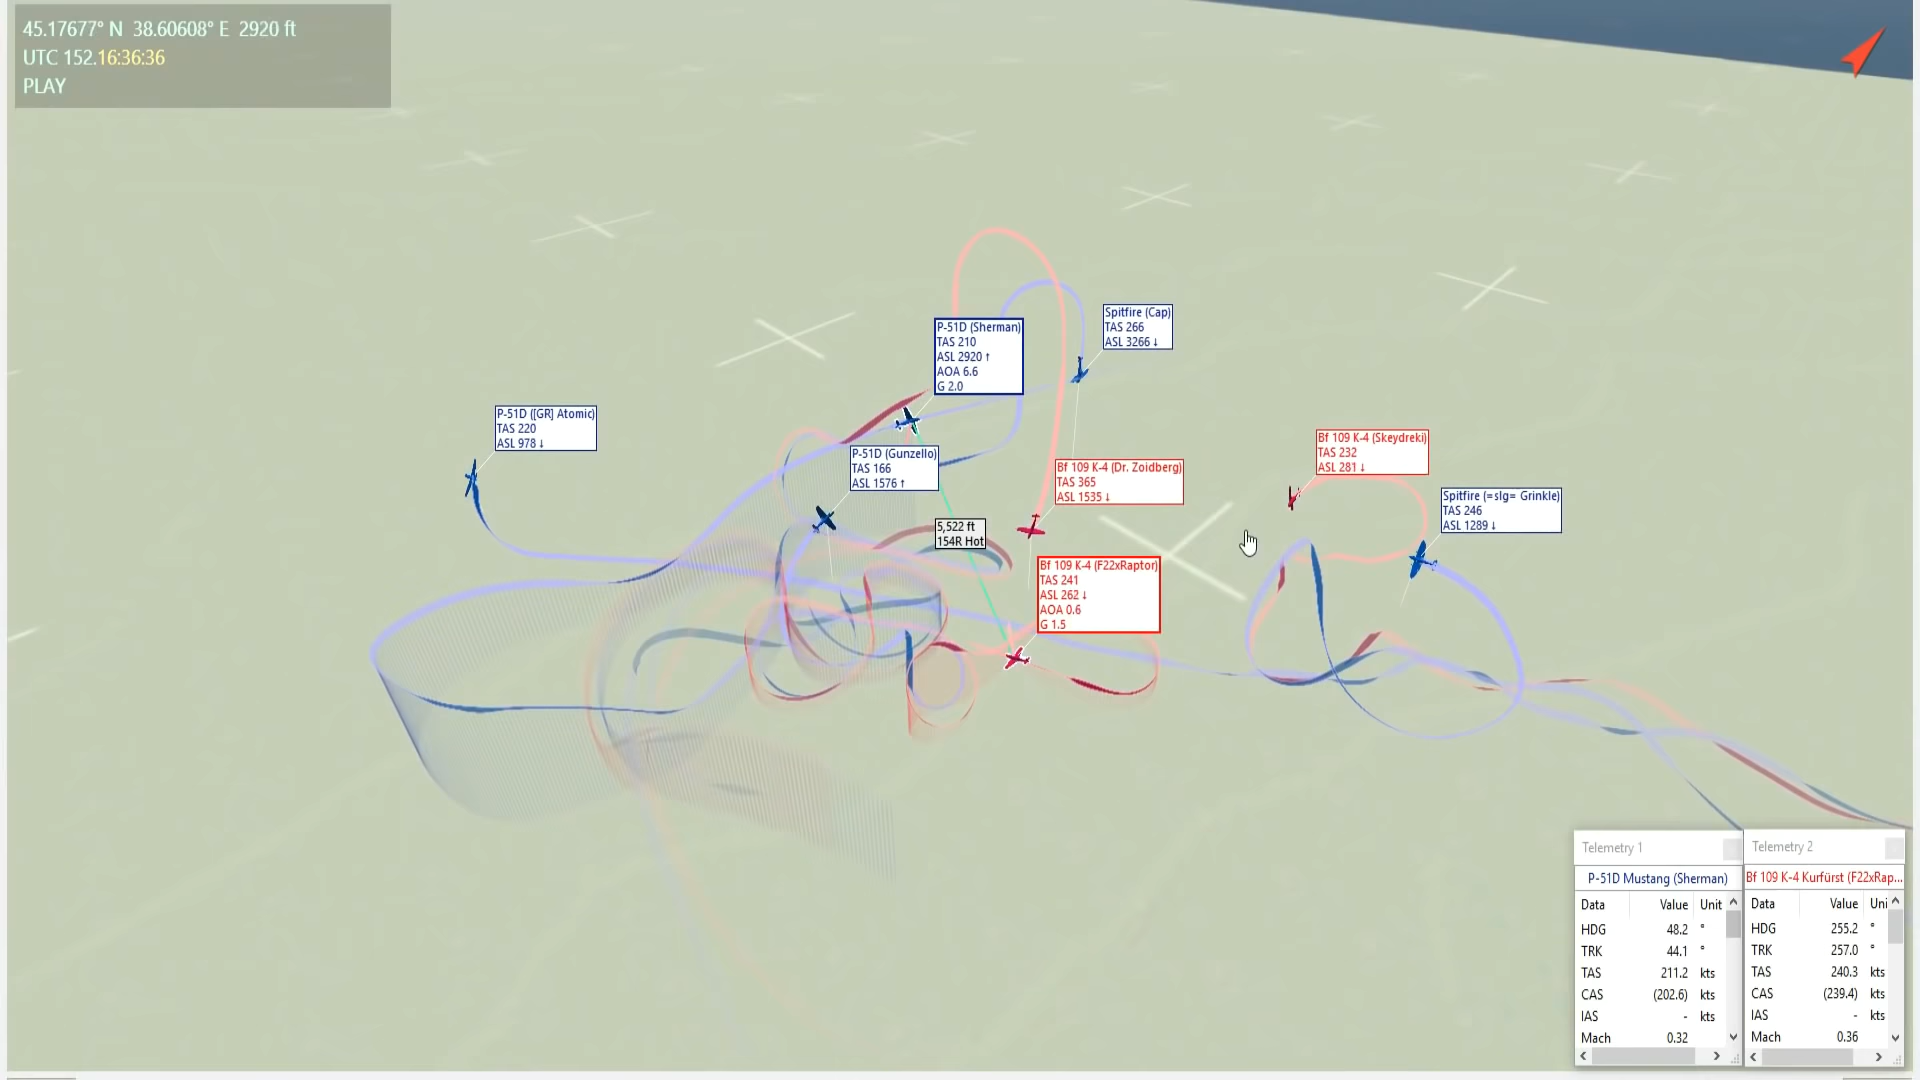 45.17677° N  38.60608° E  2920 ft
UTC 152.16:36:36
PLAY
P-51D (Sherman)
TAS 210
ASL 2920 ↑
AOA 6.6
G 2.0
Spitfire (Cap)
TAS 266
ASL 3266 ↓
P-51D ([GR] Atomic)
TAS 220
ASL 978 ↓
P-51D (Gunzello)
TAS 166
ASL 1576 ↑
Bf 109 K-4 (Dr. Zoidberg)
TAS 365
ASL 1535 ↓
Bf 109 K-4 (Skeydreki)
TAS 232
ASL 281 ↓
Spitfire (=slg= Grinkle)
TAS 246
ASL 1289 ↓
5,522 ft
154R Hot
Bf 109 K-4 (F22xRaptor)
TAS 241
ASL 262 ↓
AOA 0.6
G 1.5
Telemetry 1
P-51D Mustang (Sherman)
Data Value Unit
HDG 48.2 °
TRK 44.1 °
TAS 211.2 kts
CAS (202.6) kts
IAS - kts
Mach 0.32
Telemetry 2
Bf 109 K-4 Kurfürst (F22xRap...
Data Value Uni
HDG 255.2 °
TRK 257.0 °
TAS 240.3 kts
CAS (239.4) kts
IAS - kts
Mach 0.36